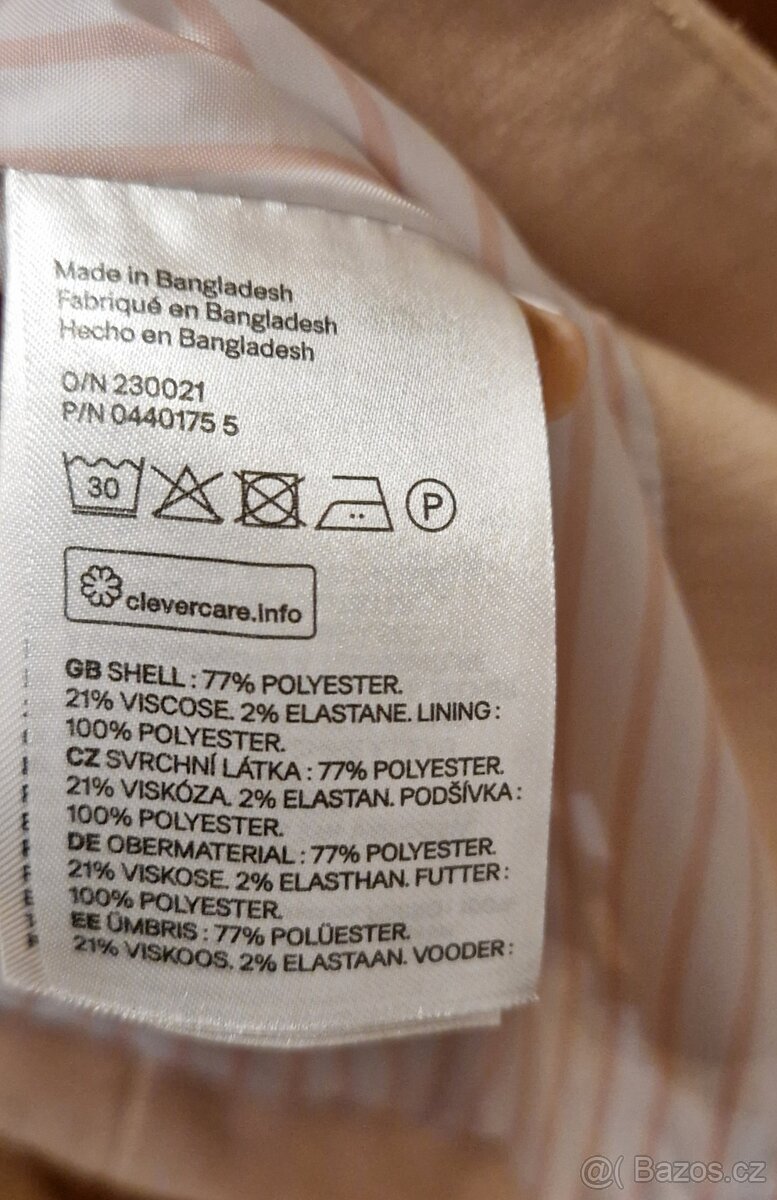 Made in Bangladesh
Fabriqué en Bangladesh
Hecho en Bangladesh
O/N 230021
P/N 0440175 5
30
P
clevercare.info
GB SHELL : 77% POLYESTER.
21% VISCOSE. 2% ELASTANE. LINING :
100% POLYESTER.
CZ SVRCHNÍ LÁTKA : 77% POLYESTER.
21% VISKÓZA. 2% ELASTAN. PODŠÍVKA :
100% POLYESTER.
DE OBERMATERIAL : 77% POLYESTER.
21% VISKOSE. 2% ELASTHAN. FUTTER :
100% POLYESTER.
EE ÜMBRIS : 77% POLÜESTER.
21% VISKOOS. 2% ELASTAAN. VOODER :
@( Bazos.cz